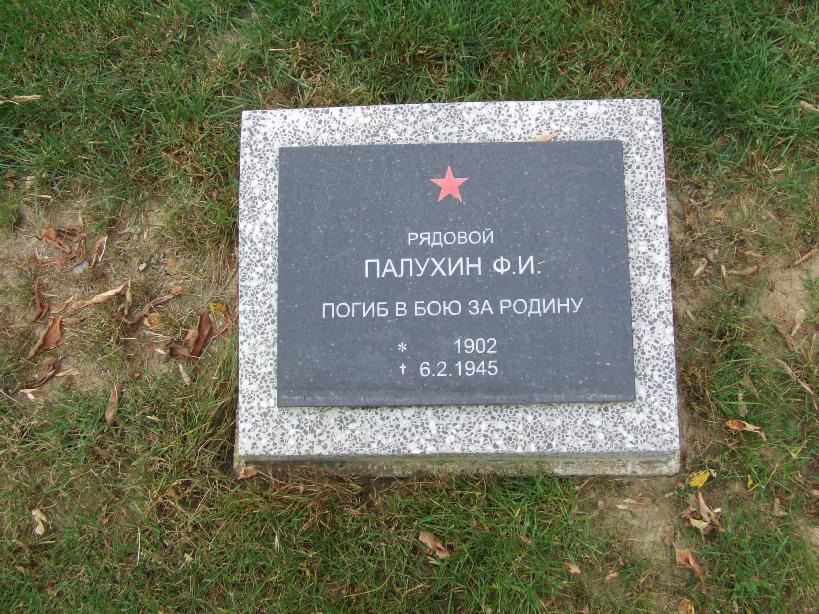 РЯДОВОЙ
ПАЛУХИН Ф.И.
ПОГИБ В БОЮ ЗА РОДИНУ
* 1902
† 6.2.1945